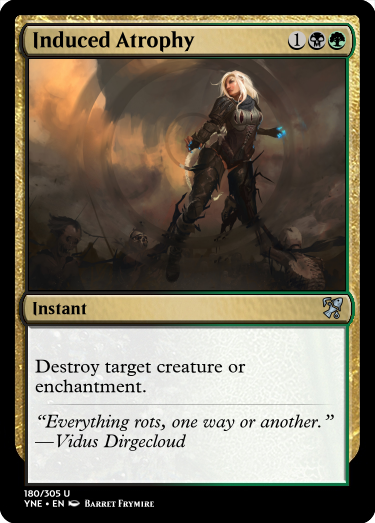 Induced Atrophy 1
Instant
Destroy target creature or
enchantment.
“Everything rots, one way or another.”
—Vidus Dirgecloud
180/305 U
YNE • EN Barret Frymire